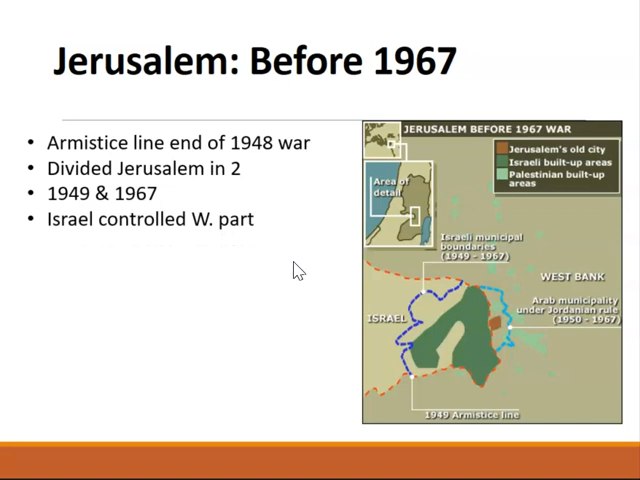 Jerusalem: Before 1967
• Armistice line end of 1948 war
• Divided Jerusalem in 2
• 1949 & 1967
• Israel controlled W. part
JERUSALEM BEFORE 1967 WAR
Jerusalem's old city
Israeli built-up areas
Palestinian built-up
areas
Area of
detail
Israeli municipal
boundaries
(1949 - 1967)
WEST BANK
Arab municipality
under Jordanian rule
(1950 - 1967)
ISRAEL
1949 Armistice line